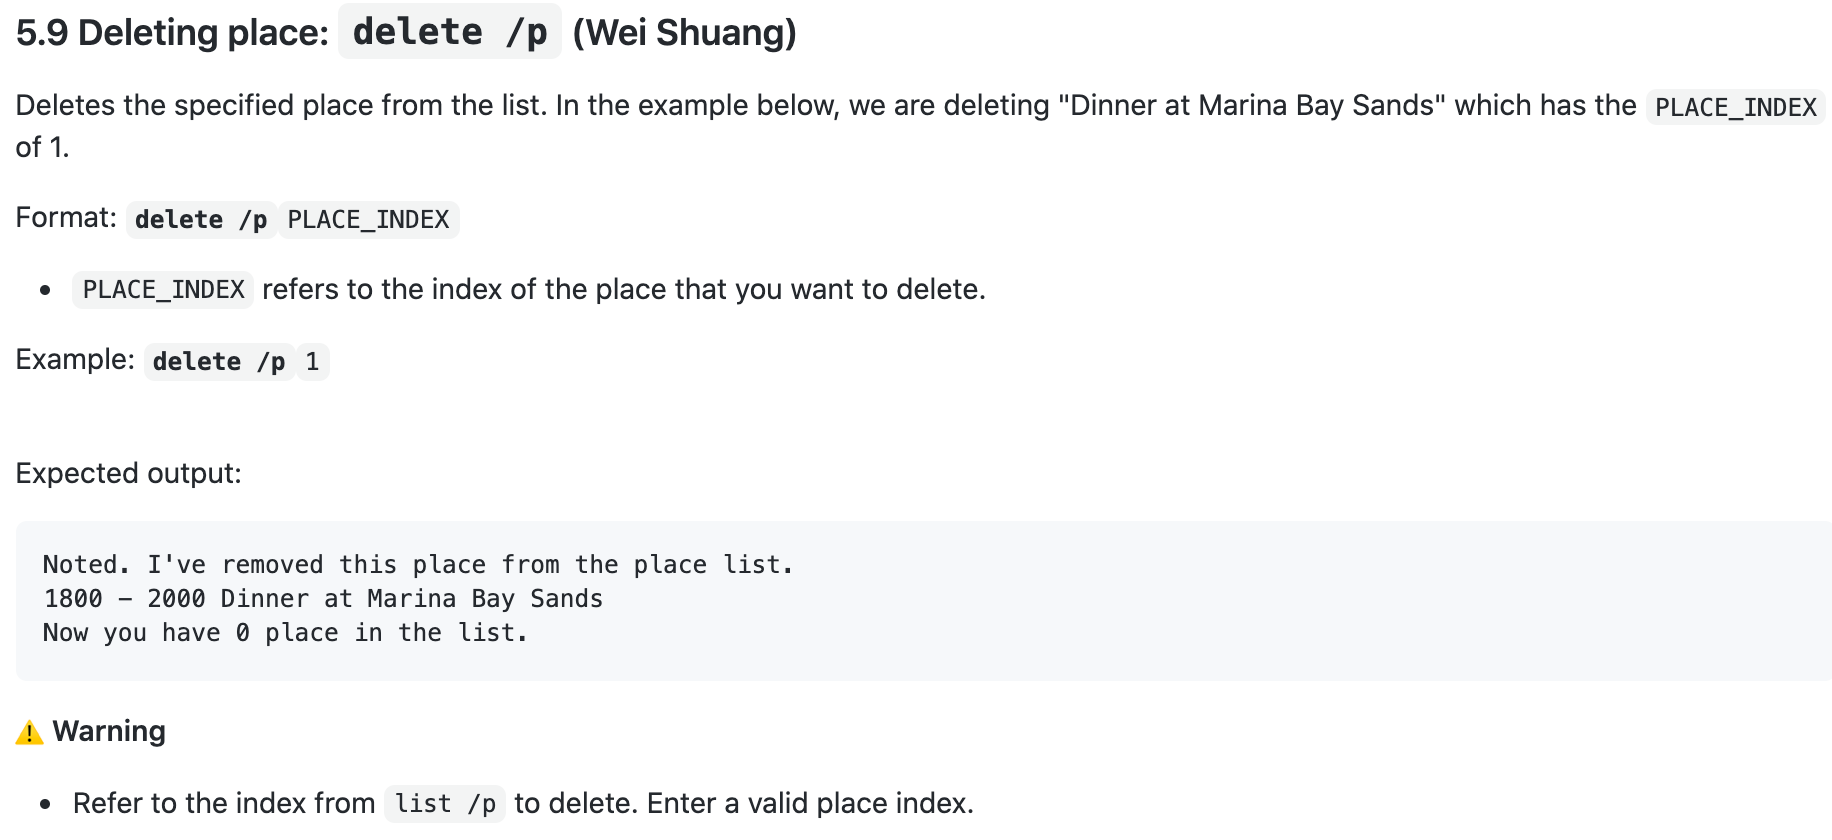 5.9 Deleting place: delete /p (Wei Shuang)
Deletes the specified place from the list. In the example below, we are deleting "Dinner at Marina Bay Sands" which has the PLACE_INDEX
of 1.
Format: delete /p PLACE_INDEX
• PLACE_INDEX refers to the index of the place that you want to delete.
Example: delete /p 1
Expected output:
Noted. I've removed this place from the place list.
1800 – 2000 Dinner at Marina Bay Sands
Now you have 0 place in the list.
⚠️ Warning
• Refer to the index from list /p to delete. Enter a valid place index.